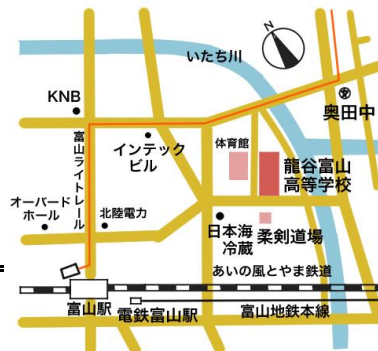 N
いたち川
KNB
奥田中
富山ライトレール
インテック
ビル
体育館
龍谷富山
高等学校
オーバード
ホール
北陸電力
日本海
冷蔵
柔剣道場
あいの風とやま鉄道
富山駅
電鉄富山駅
富山地鉄本線